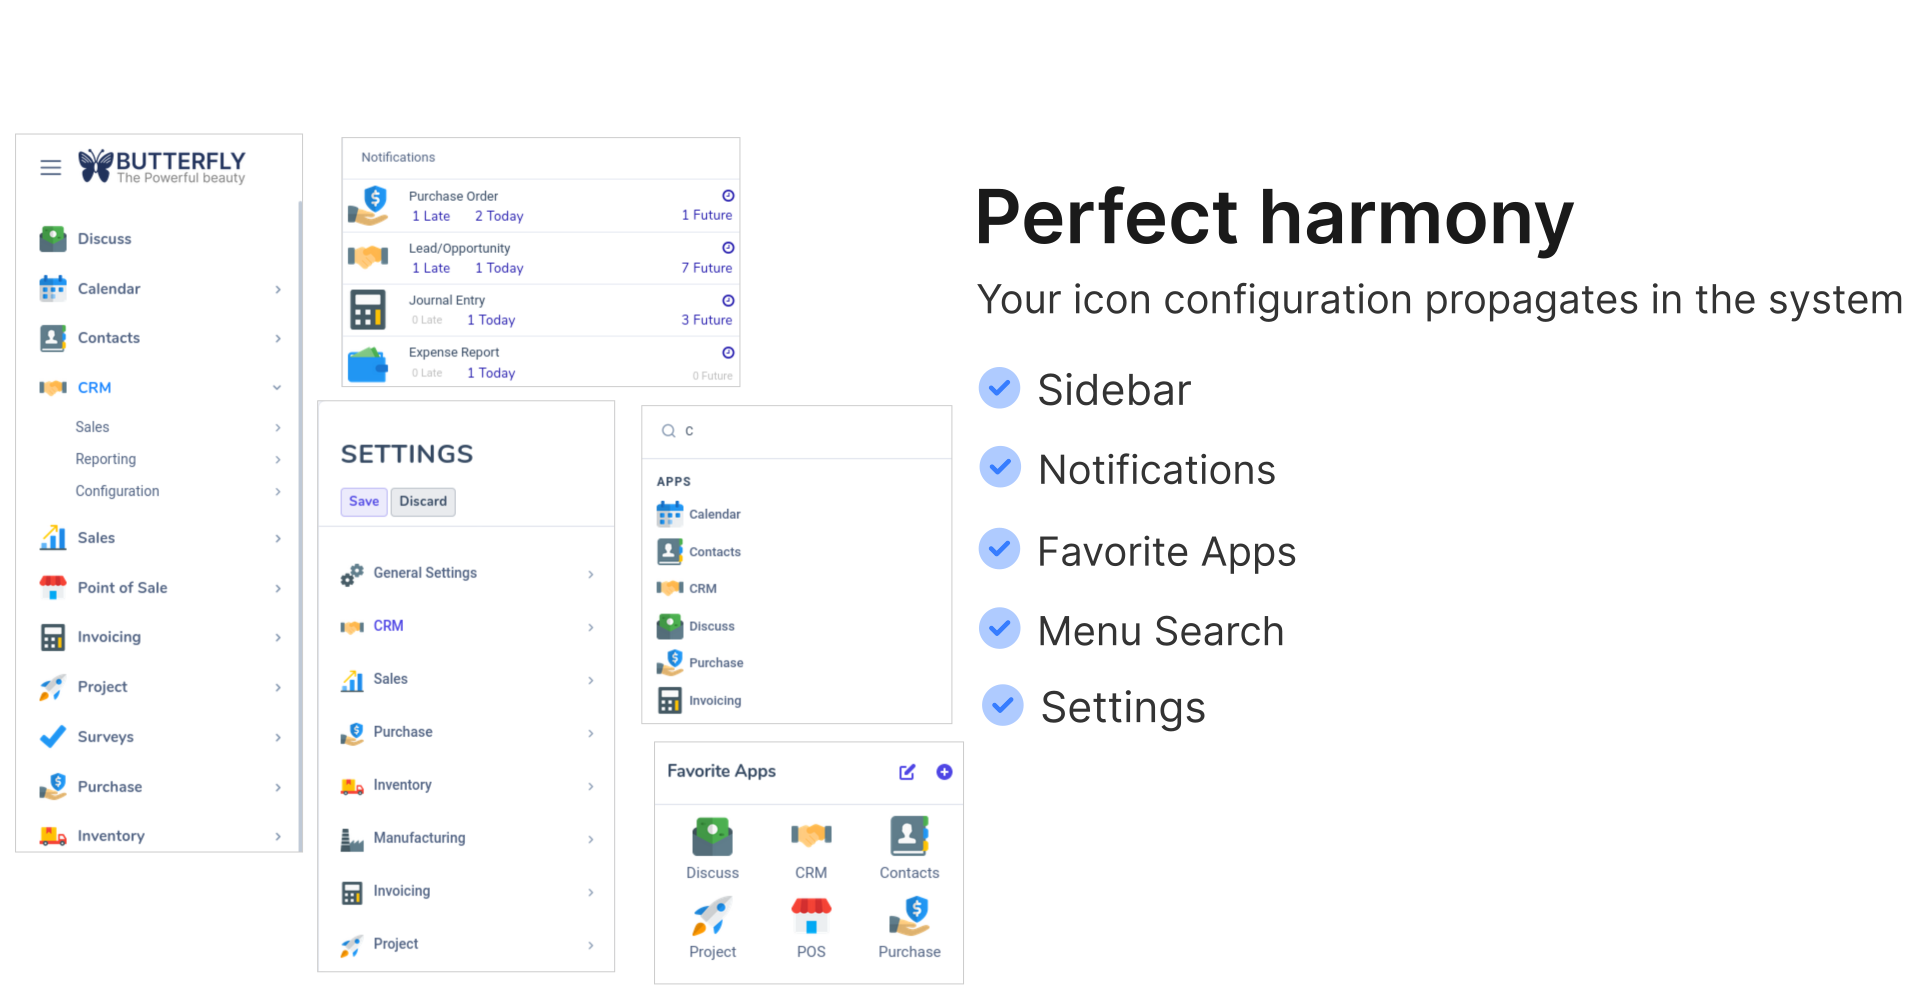 BUTTERFLY
The Powerful beauty
Discuss
Calendar
Contacts
CRM
Sales
Reporting
Configuration
Sales
Point of Sale
Invoicing
Project
Surveys
Purchase
Inventory
Notifications
Purchase Order
1 Late 2 Today 1 Future
Lead/Opportunity
1 Late 1 Today 7 Future
Journal Entry
0 Late 1 Today 3 Future
Expense Report
0 Late 1 Today 0 Future
SETTINGS
Save Discard
General Settings
CRM
Sales
Purchase
Inventory
Manufacturing
Invoicing
Project
C
APPS
Calendar
Contacts
CRM
Discuss
Purchase
Invoicing
Favorite Apps
Discuss CRM Contacts
Project POS Purchase
Perfect harmony
Your icon configuration propagates in the system
Sidebar
Notifications
Favorite Apps
Menu Search
Settings